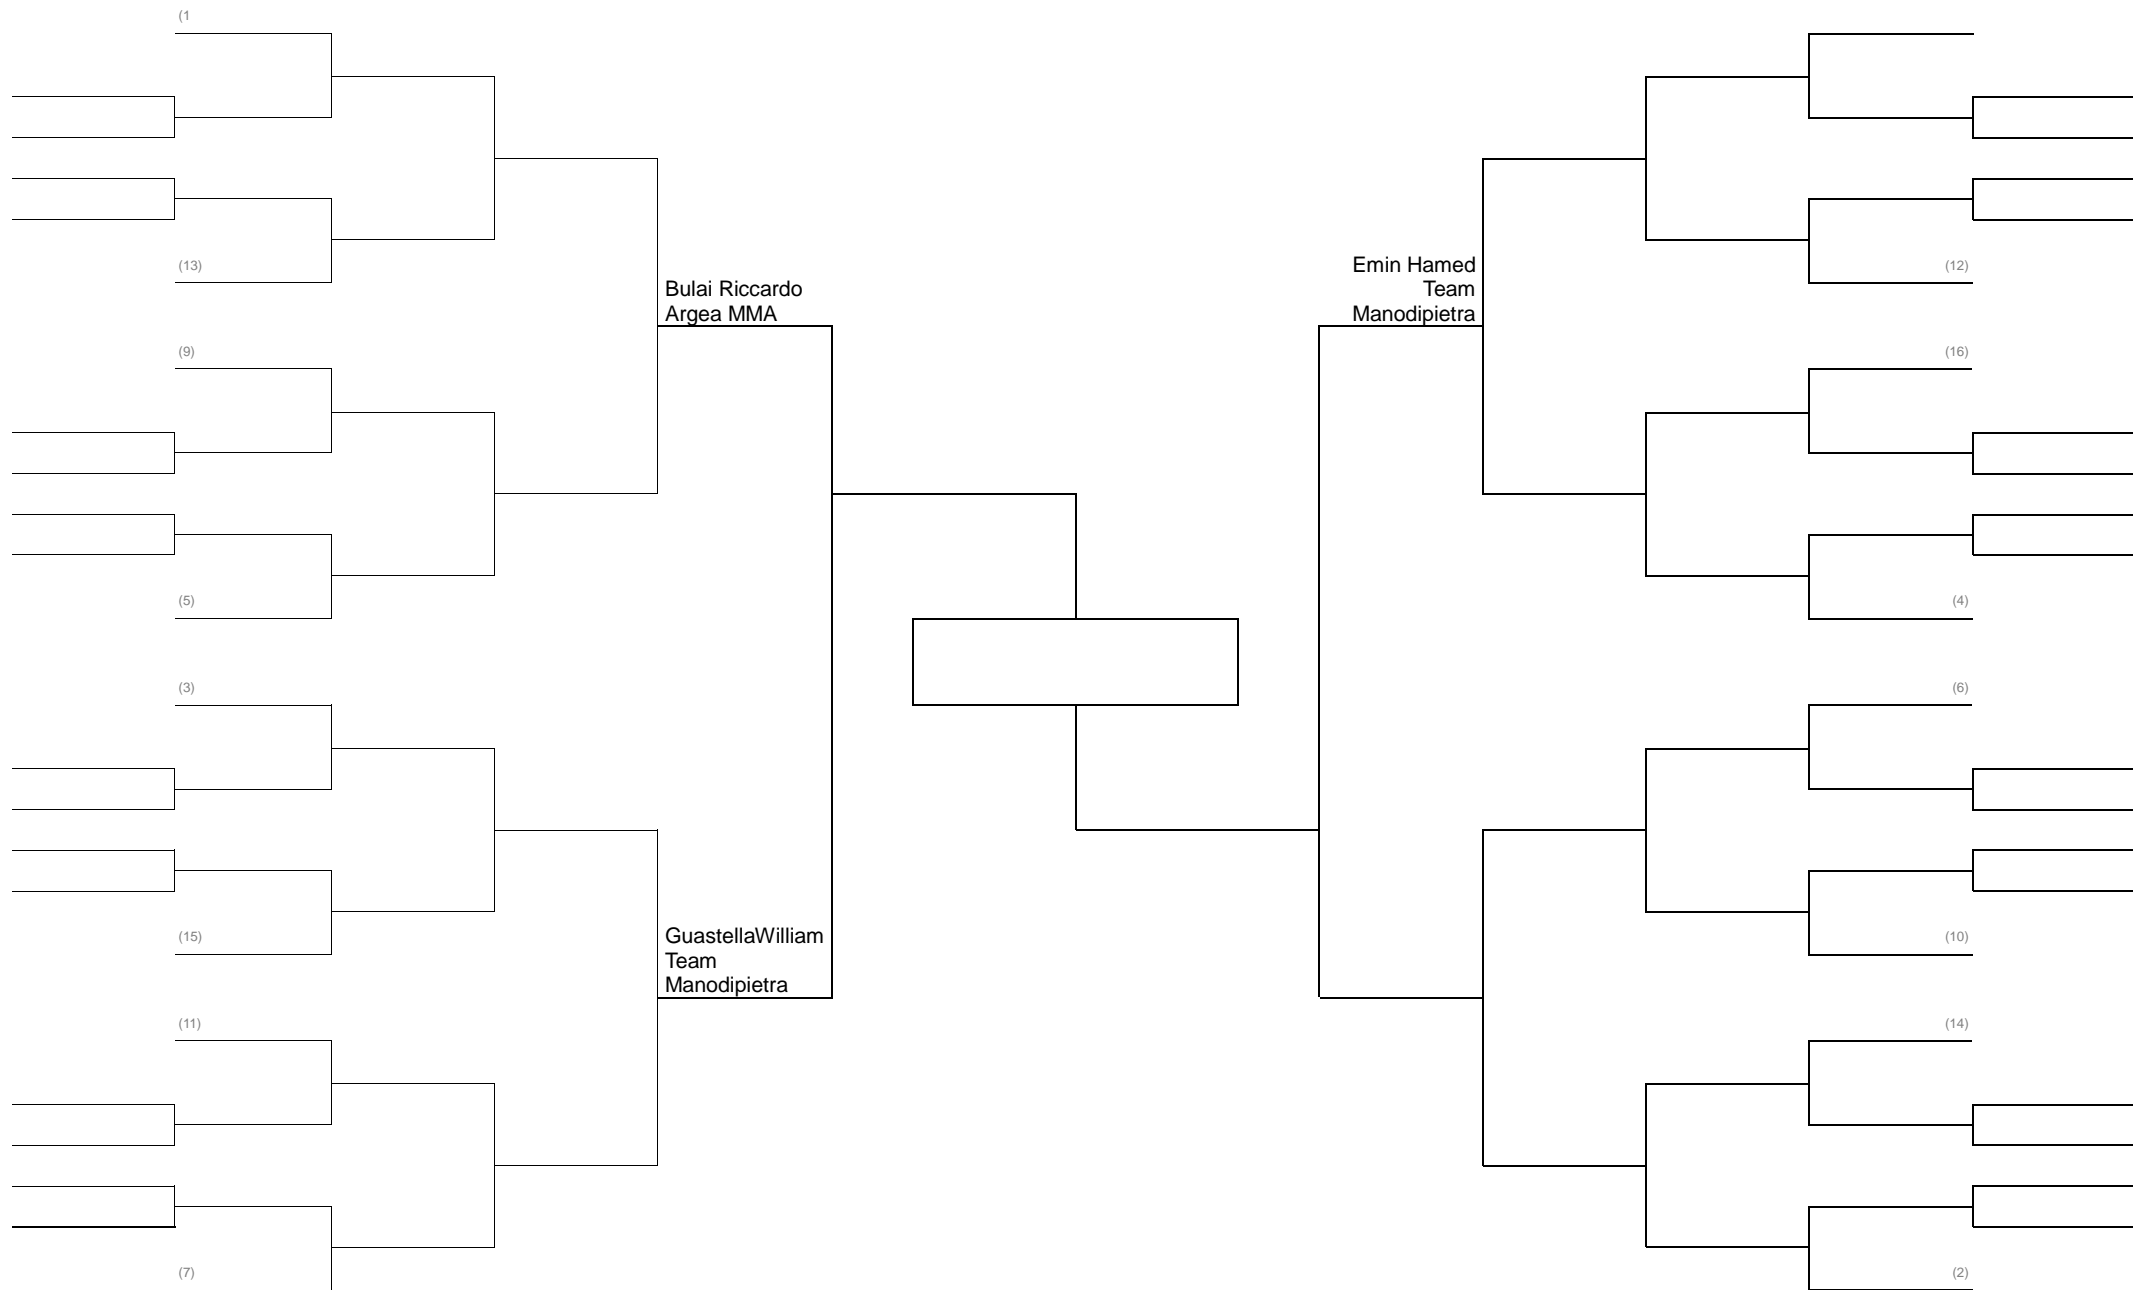 (1
(13)
(12)
Bulai Riccardo
Argea MMA
Emin Hamed
Team
Manodipietra
(9)
(16)
(5)
(4)
(3)
(6)
(15)
(10)
GuastellaWilliam
Team
Manodipietra
(11)
(14)
(7)
(2)